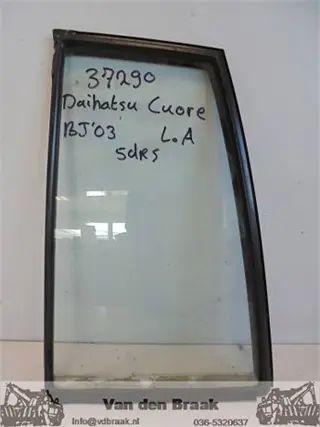 37290
Daihatsu Cuore
BJ'03 L.A
5dRS
Van den Braak
info@vdbraak.nl 036-5320637